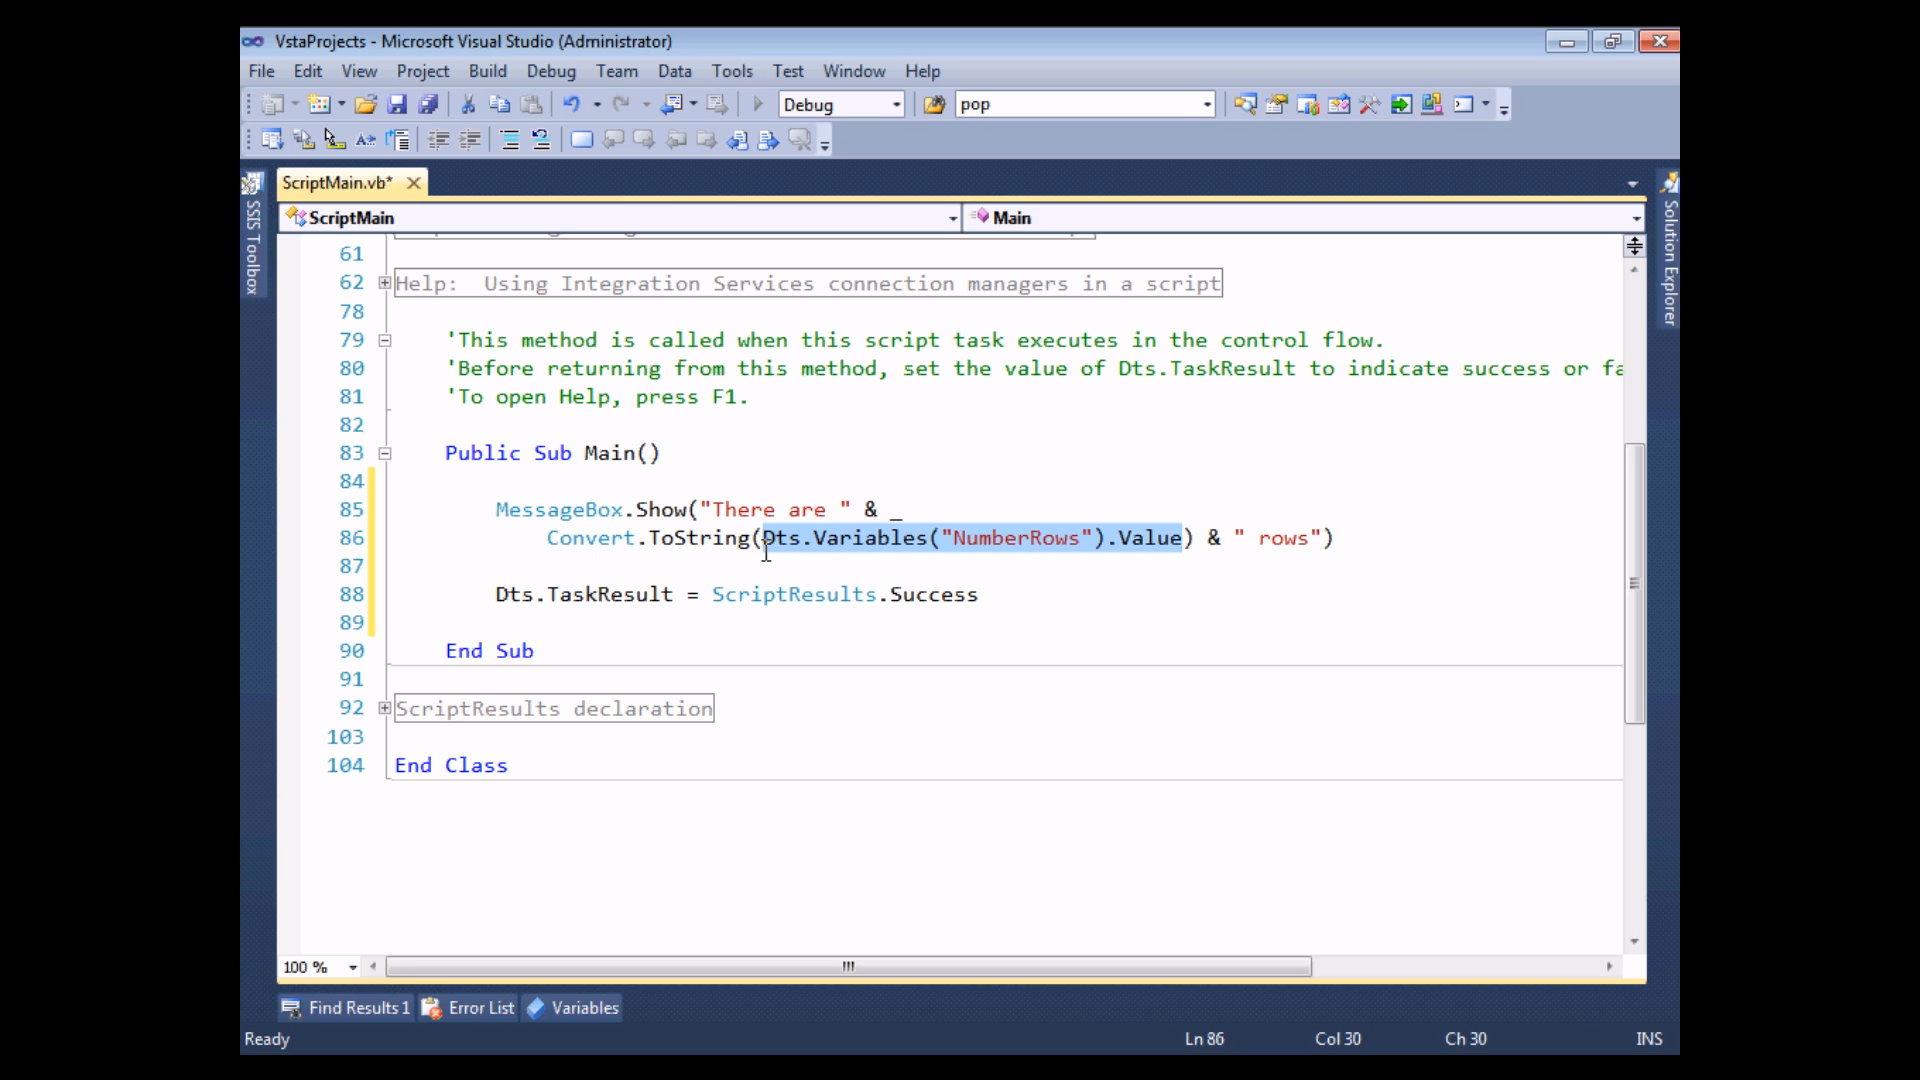 VstaProjects - Microsoft Visual Studio (Administrator)
File Edit View Project Build Debug Team Data Tools Test Window Help
Debug pop
ScriptMain.vb*
ScriptMain Main
SSIS Toolbox
Solution Explorer
61
62 Help:  Using Integration Services connection managers in a script
78
79 'This method is called when this script task executes in the control flow.
80 'Before returning from this method, set the value of Dts.TaskResult to indicate success or fa
81 'To open Help, press F1.
82
83 Public Sub Main()
84
85 MessageBox.Show("There are " & _
86 Convert.ToString(Dts.Variables("NumberRows").Value) & " rows")
87
88 Dts.TaskResult = ScriptResults.Success
89
90 End Sub
91
92 ScriptResults declaration
103
104 End Class
100 %
Find Results 1 Error List Variables
Ready Ln 86 Col 30 Ch 30 INS